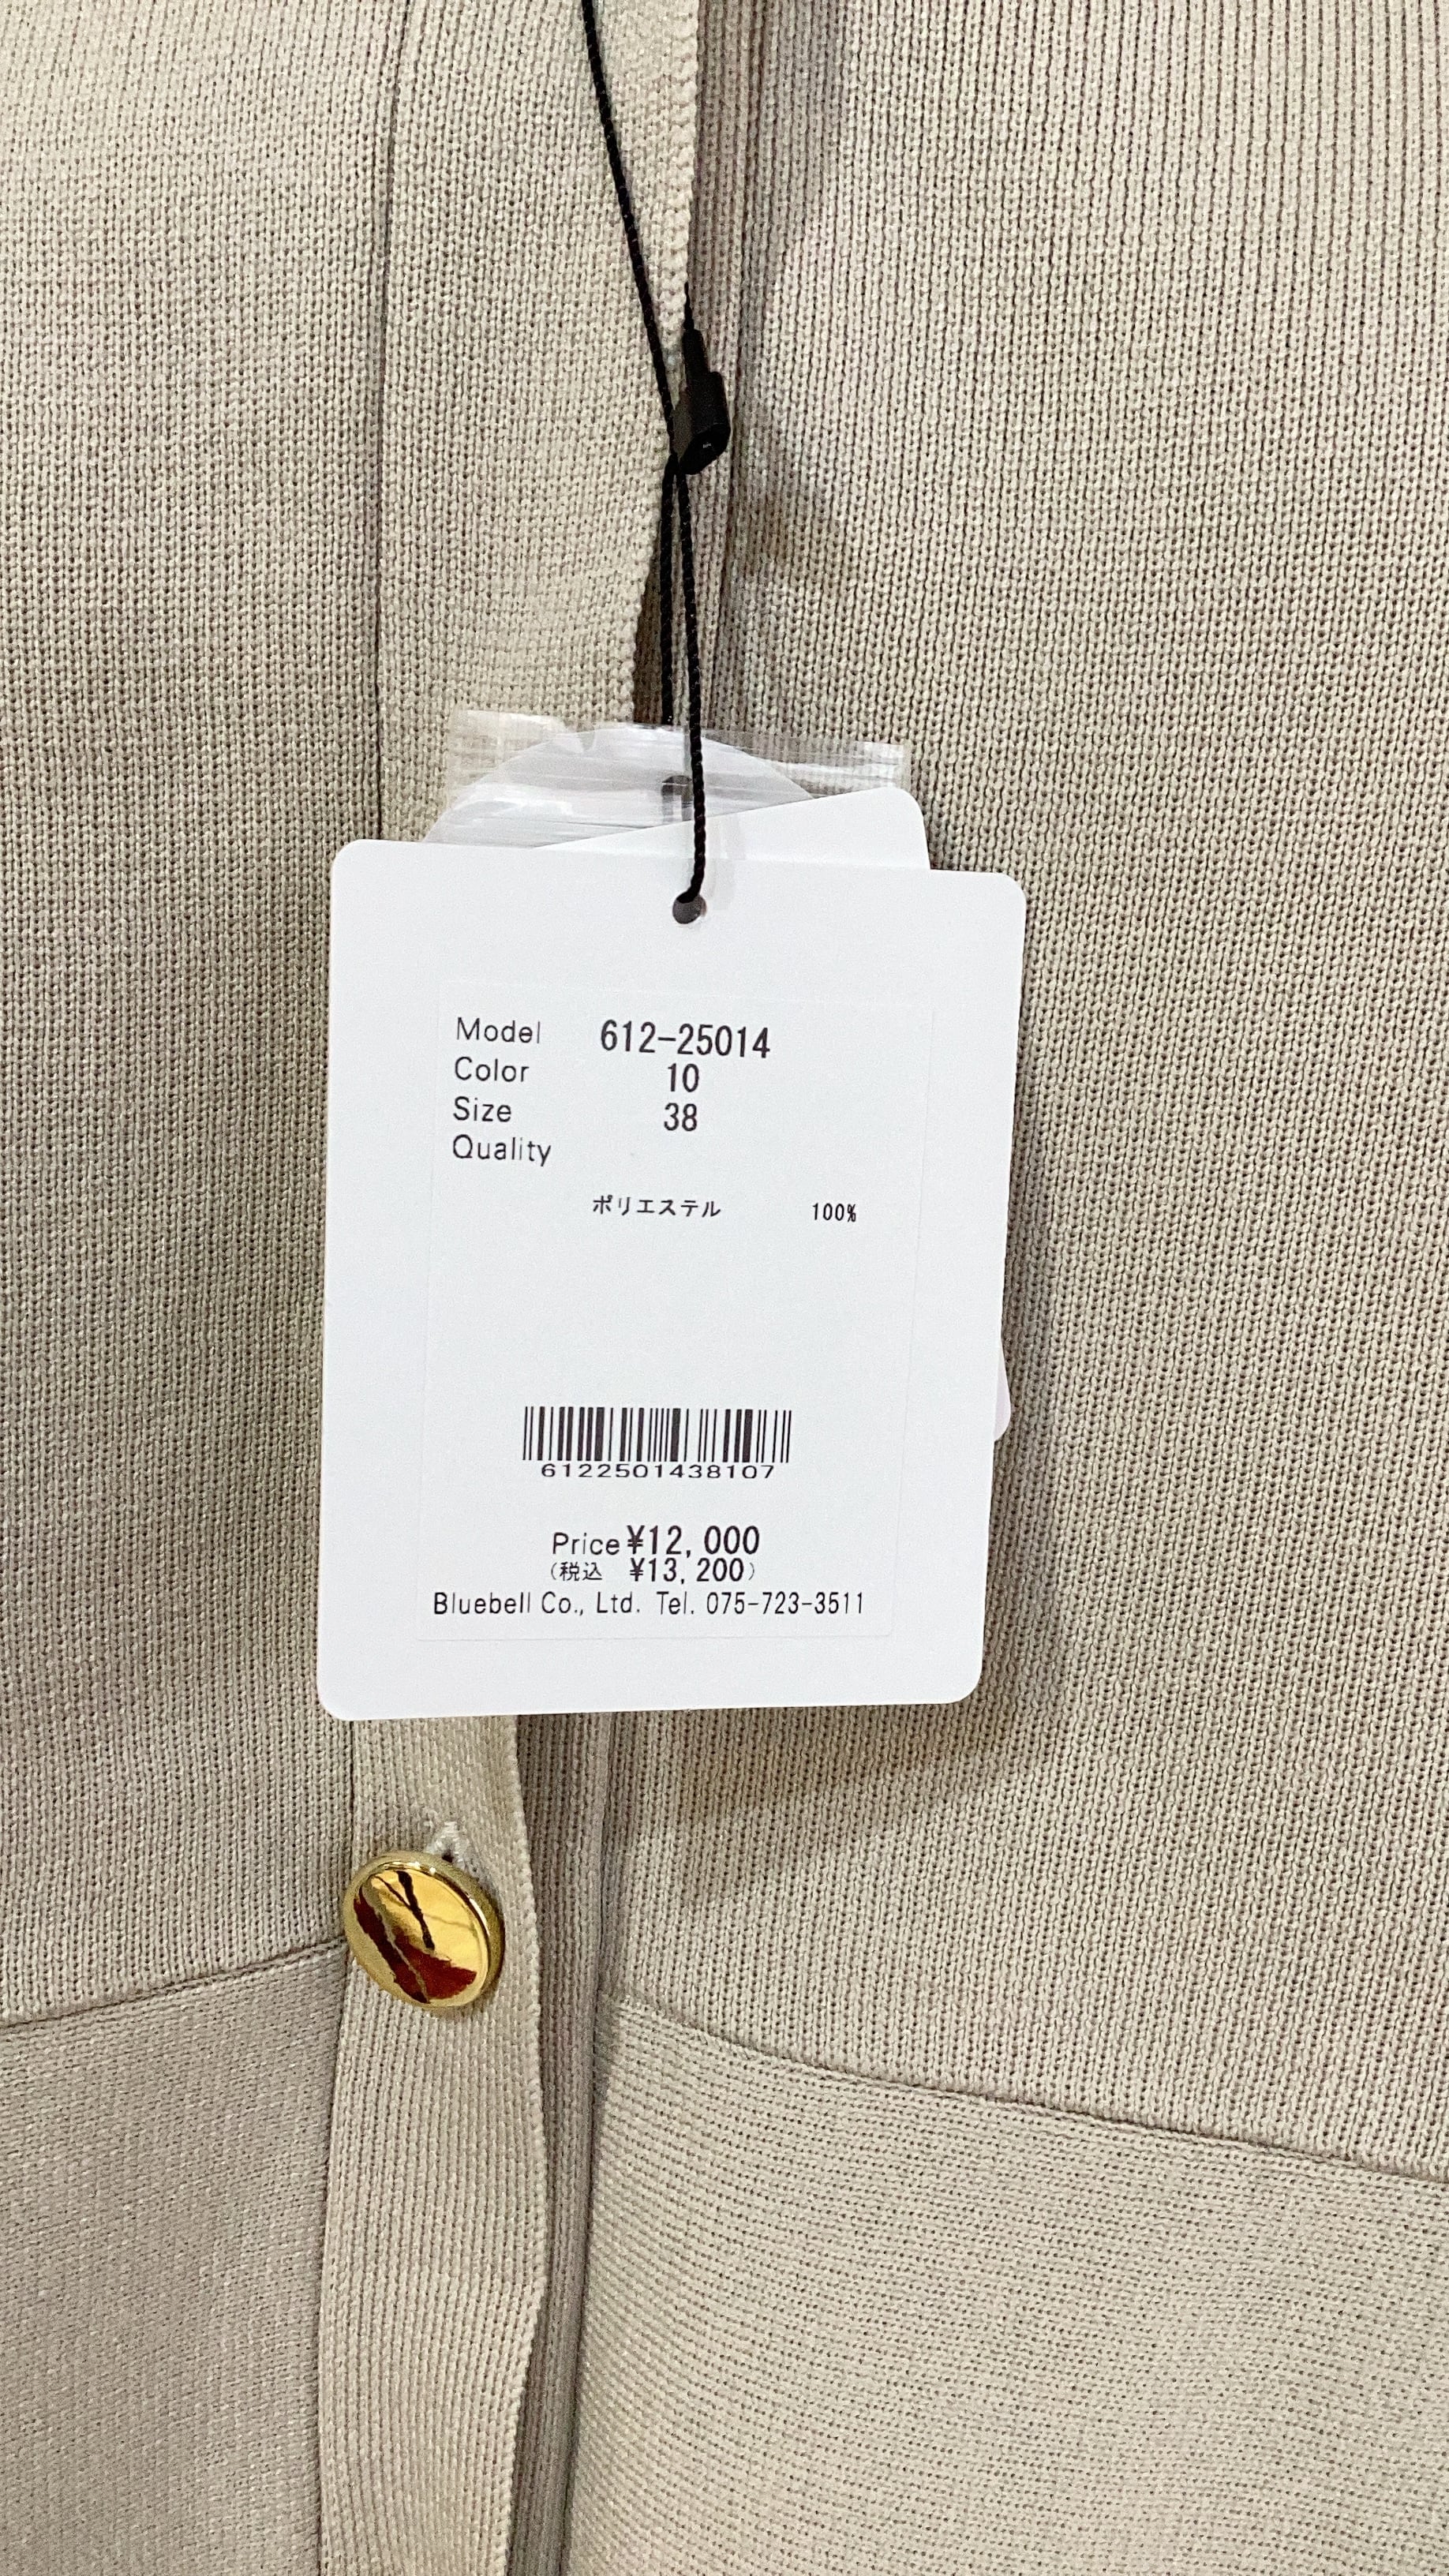 Model 612-25014
Color 10
Size 38
Quality
ポリエステル 100%
6122501438107
Price ¥12,000
(税込 ¥13,200)
Bluebell Co., Ltd. Tel. 075-723-3511